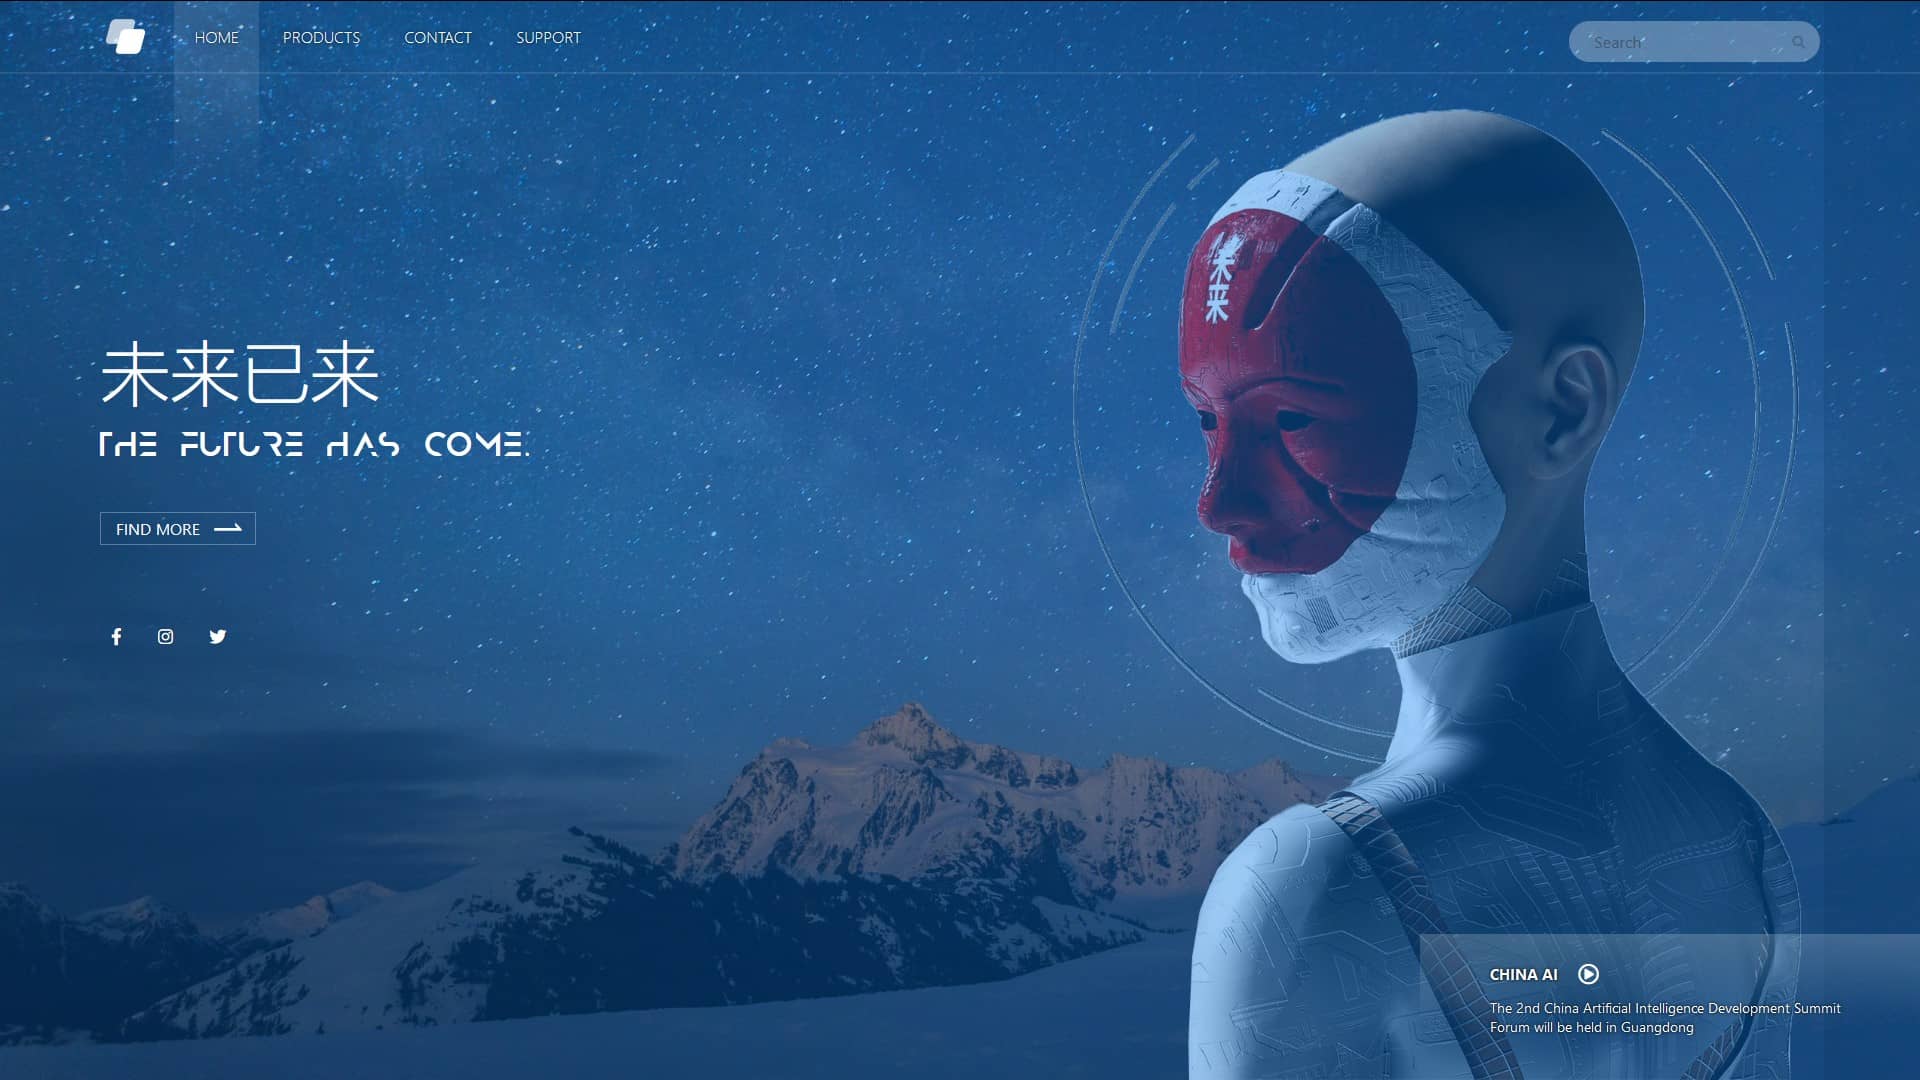 HOME PRODUCTS CONTACT SUPPORT
Search
未来
未来已来
THE FUTURE HAS COME.
FIND MORE
CHINA AI
The 2nd China Artificial Intelligence Development Summit
Forum will be held in Guangdong